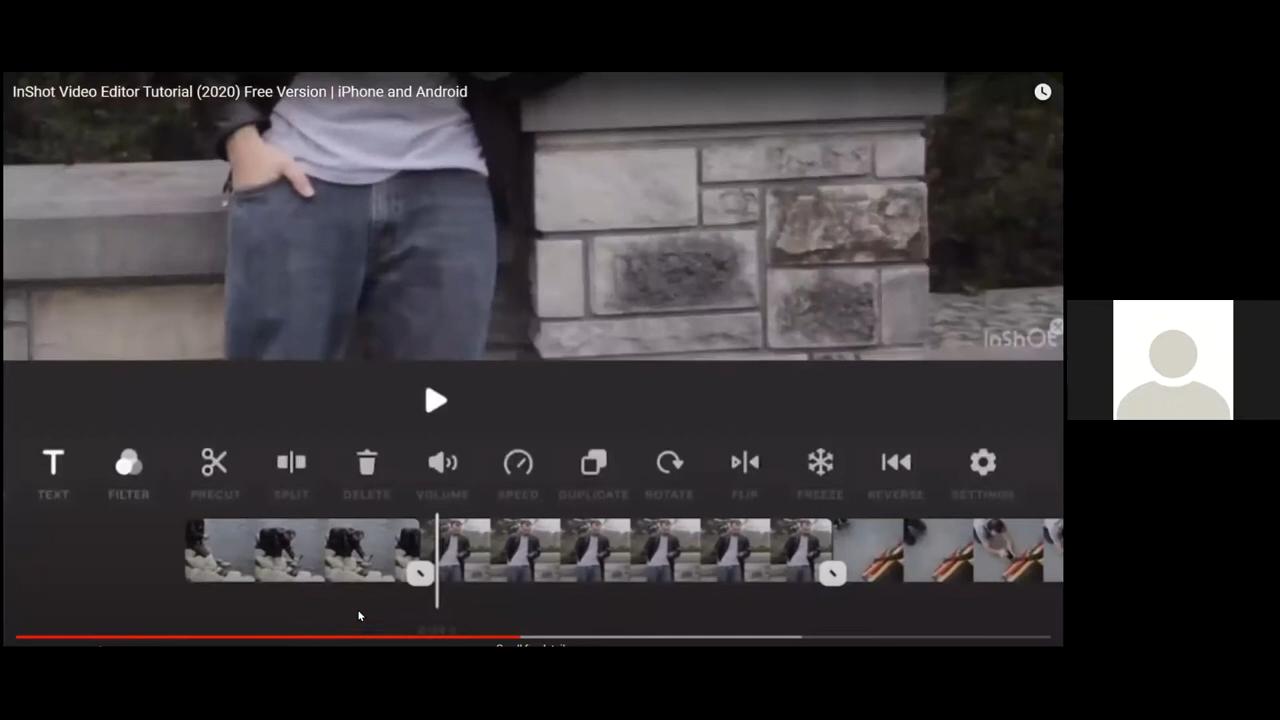 InShot Video Editor Tutorial (2020) Free Version | iPhone and Android
InShOt
TEXT FILTER PRECUT SPLIT DELETE VOLUME SPEED DUPLICATE ROTATE FLIP FREEZE REVERSE SETTINGS